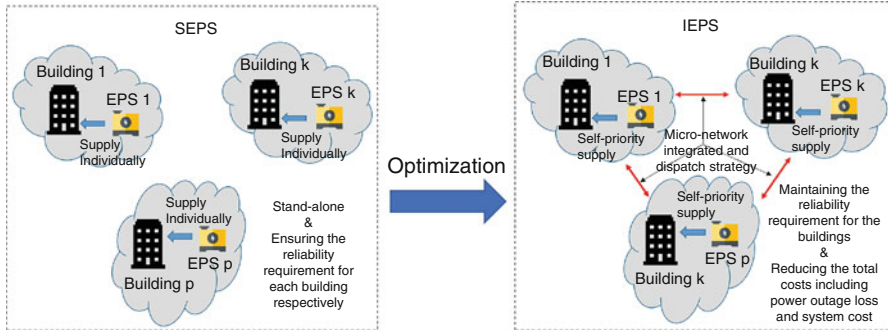 SEPS
Building 1
EPS 1
Supply
Individually
Building k
EPS k
Supply
Individually
Supply
Individually
EPS p
Building p
Stand-alone
&
Ensuring the
reliability
requirement for
each building
respectively
Optimization
IEPS
Building 1
EPS 1
Self-priority
supply
Building k
EPS k
Self-priority
supply
Micro-network
integrated and
dispatch strategy
Self-priority
supply
EPS p
Building k
Maintaining the
reliability
requirement for the
buildings
&
Reducing the total
costs including
power outage loss
and system cost